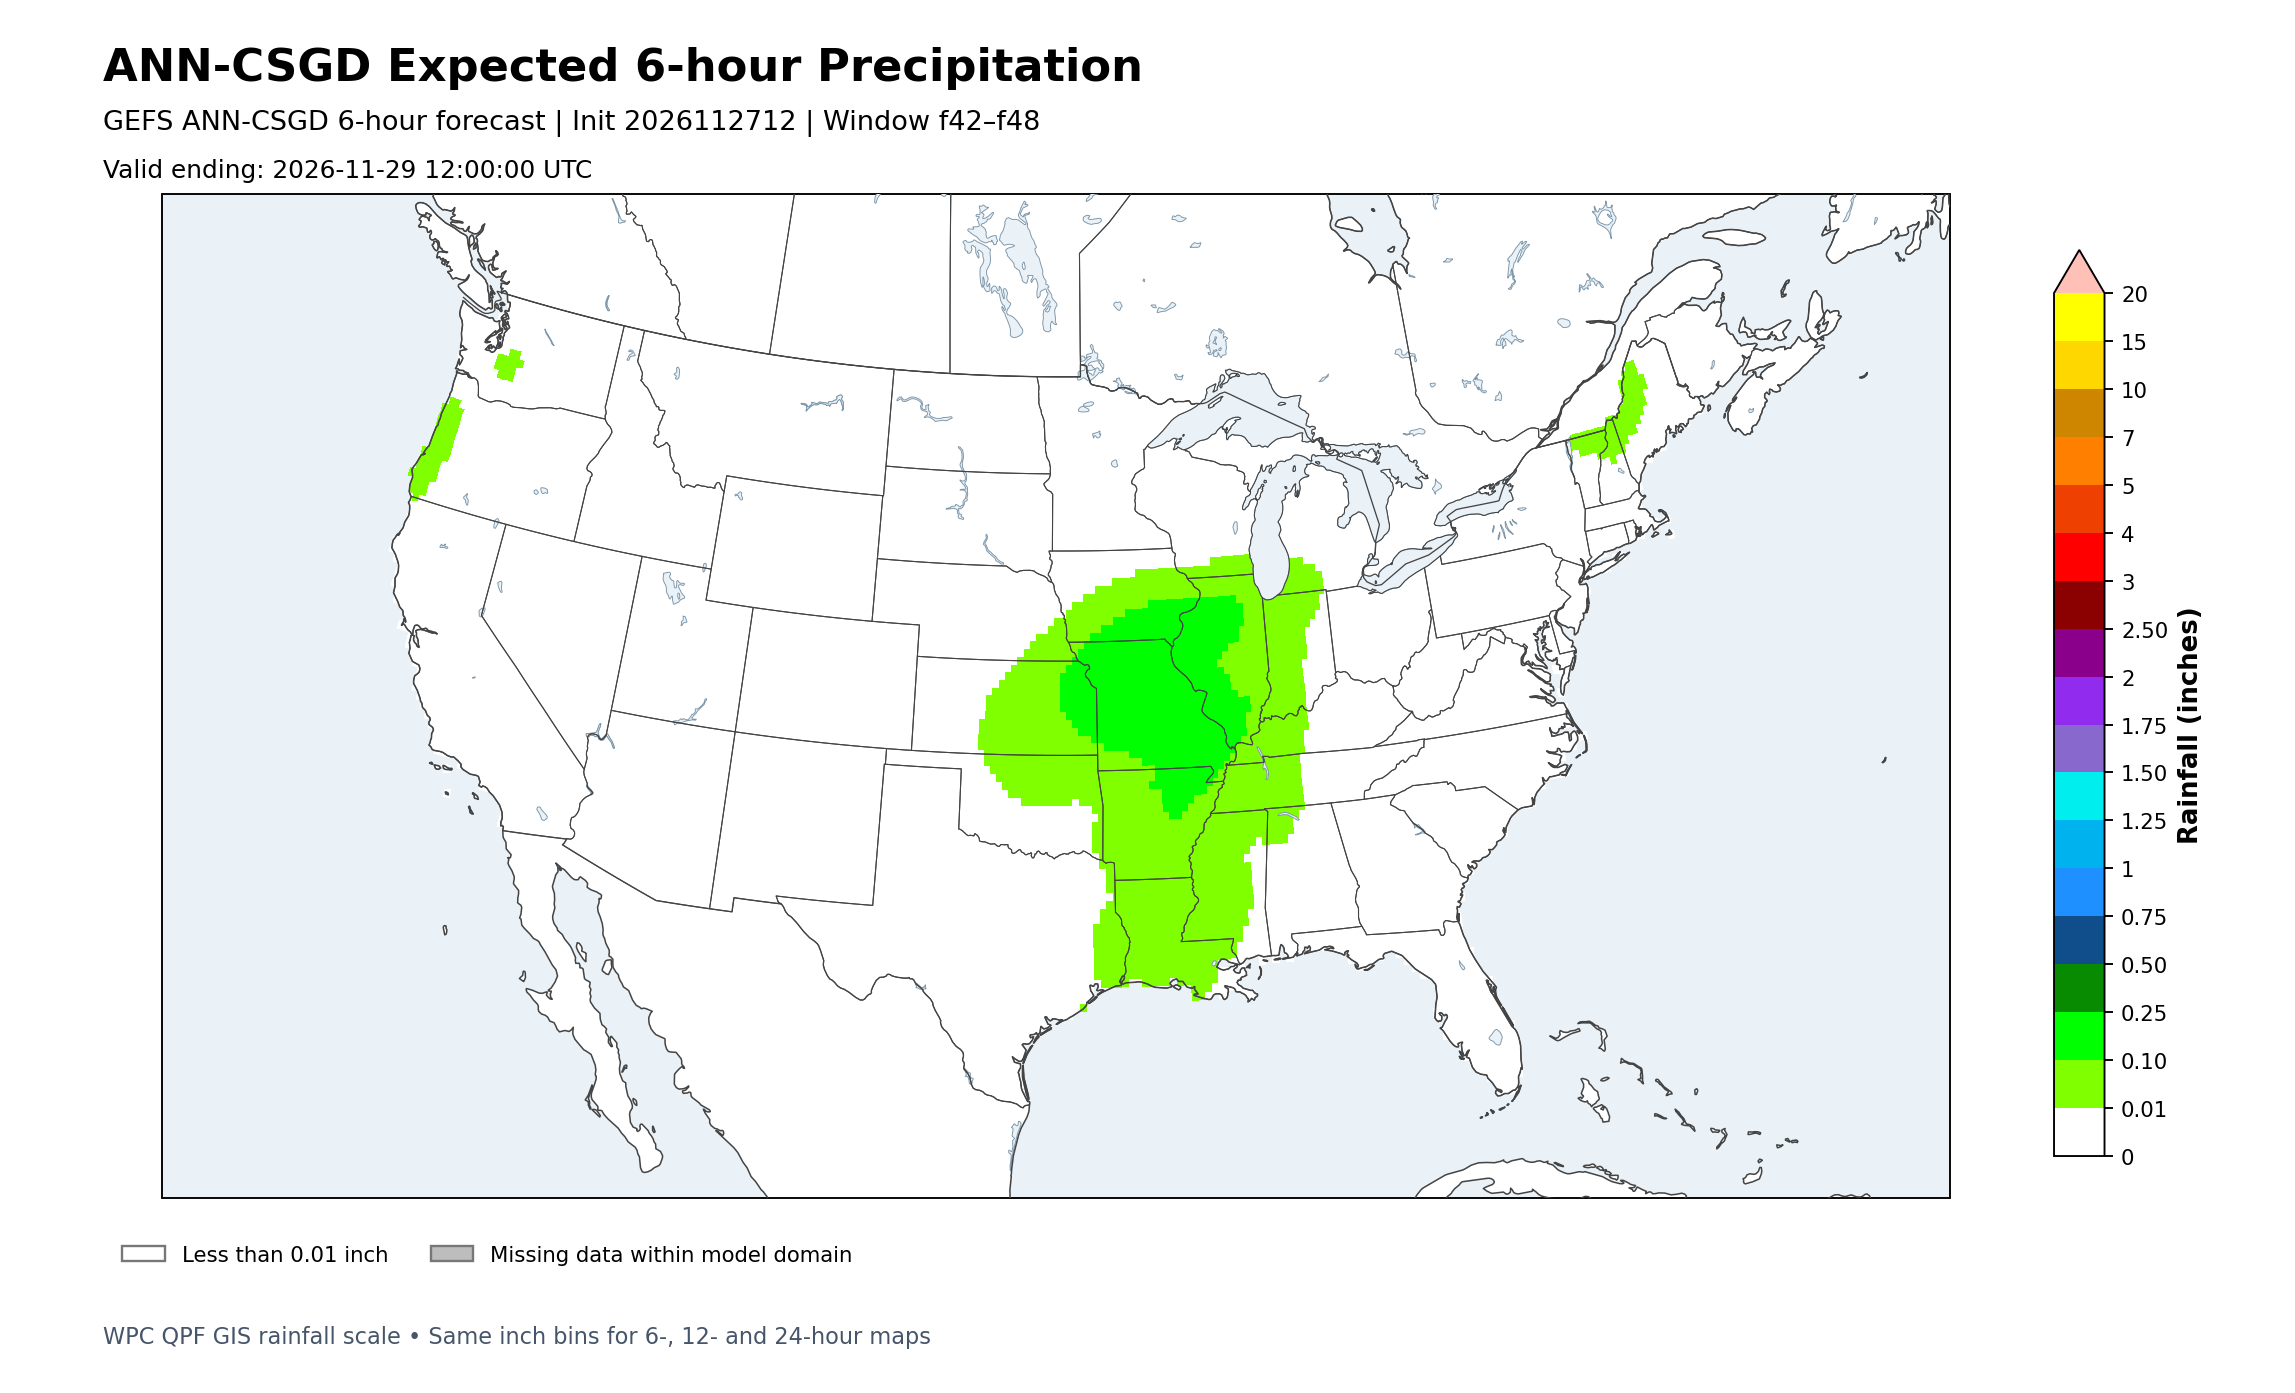 ANN-CSGD Expected 6-hour Precipitation
GEFS ANN-CSGD 6-hour forecast | Init 2026112712 | Window f42–f48
Valid ending: 2026-11-29 12:00:00 UTC
20
15
10
7
5
4
3
2.50
2
1.75
1.50
1.25
1
0.75
0.50
0.25
0.10
0.01
0
Rainfall (inches)
Less than 0.01 inch
Missing data within model domain
WPC QPF GIS rainfall scale • Same inch bins for 6-, 12- and 24-hour maps